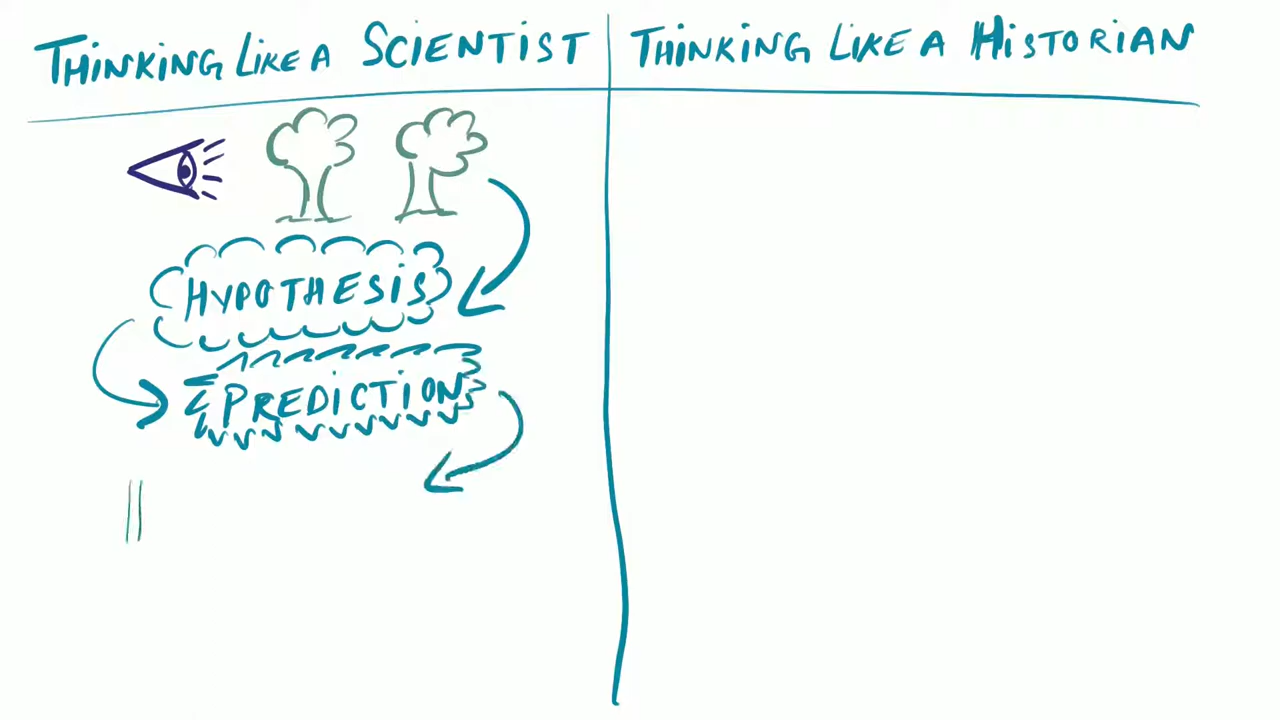 THINKING LIKE A SCIENTIST
THINKING LIKE A HISTORIAN
HYPOTHESIS
PREDICTION